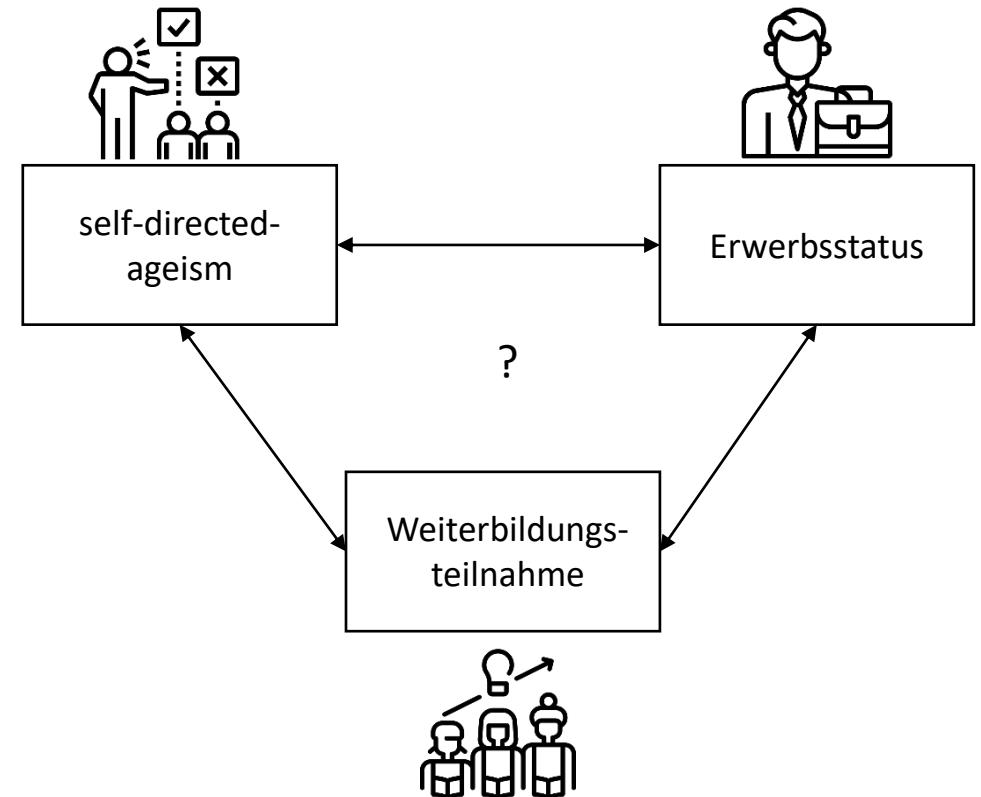 self-directed-
ageism
Erwerbsstatus
?
Weiterbildungs-
teilnahme